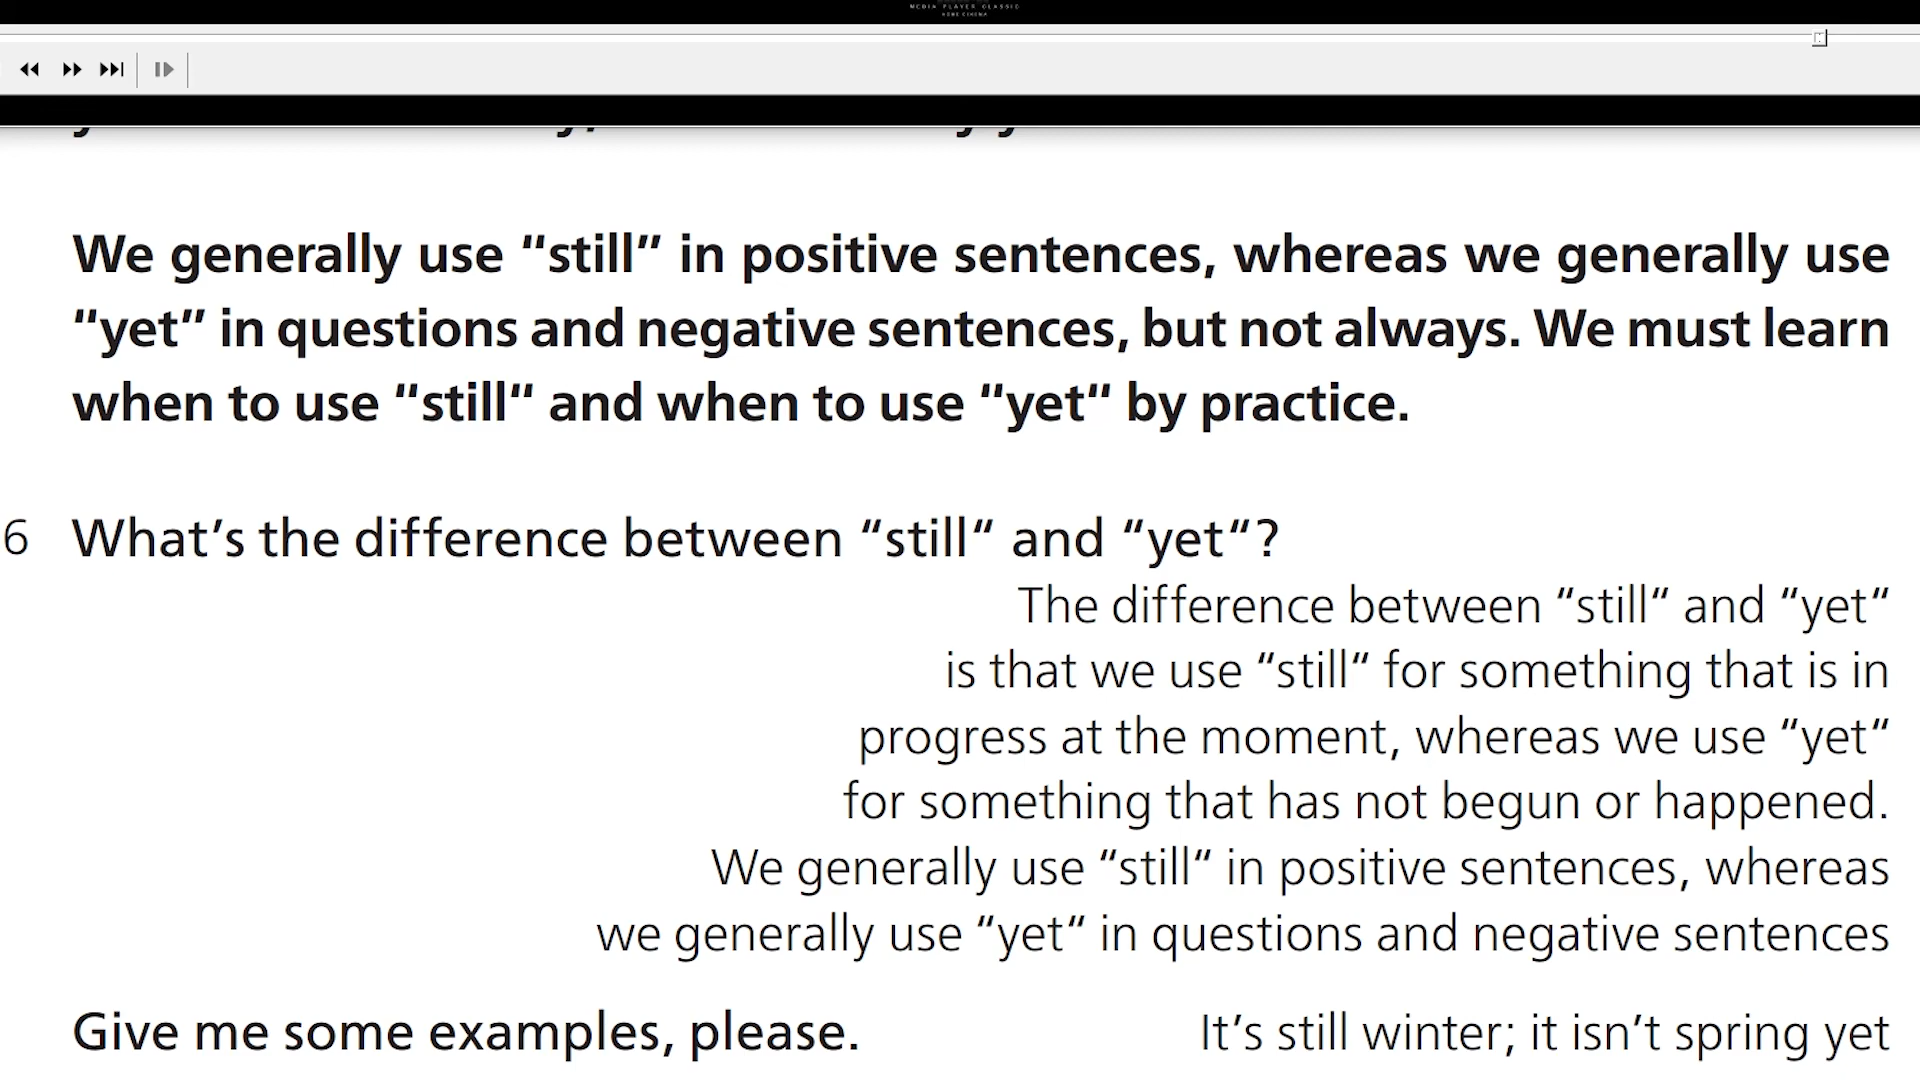 MEDIA PLAYER CLASSIC
HOME CINEMA
We generally use “still” in positive sentences, whereas we generally use
“yet” in questions and negative sentences, but not always. We must learn
when to use “still“ and when to use “yet“ by practice.
6 What’s the difference between “still“ and “yet“?
The difference between “still“ and “yet“
is that we use “still“ for something that is in
progress at the moment, whereas we use “yet“
for something that has not begun or happened.
We generally use “still“ in positive sentences, whereas
we generally use “yet“ in questions and negative sentences
Give me some examples, please. It’s still winter; it isn’t spring yet